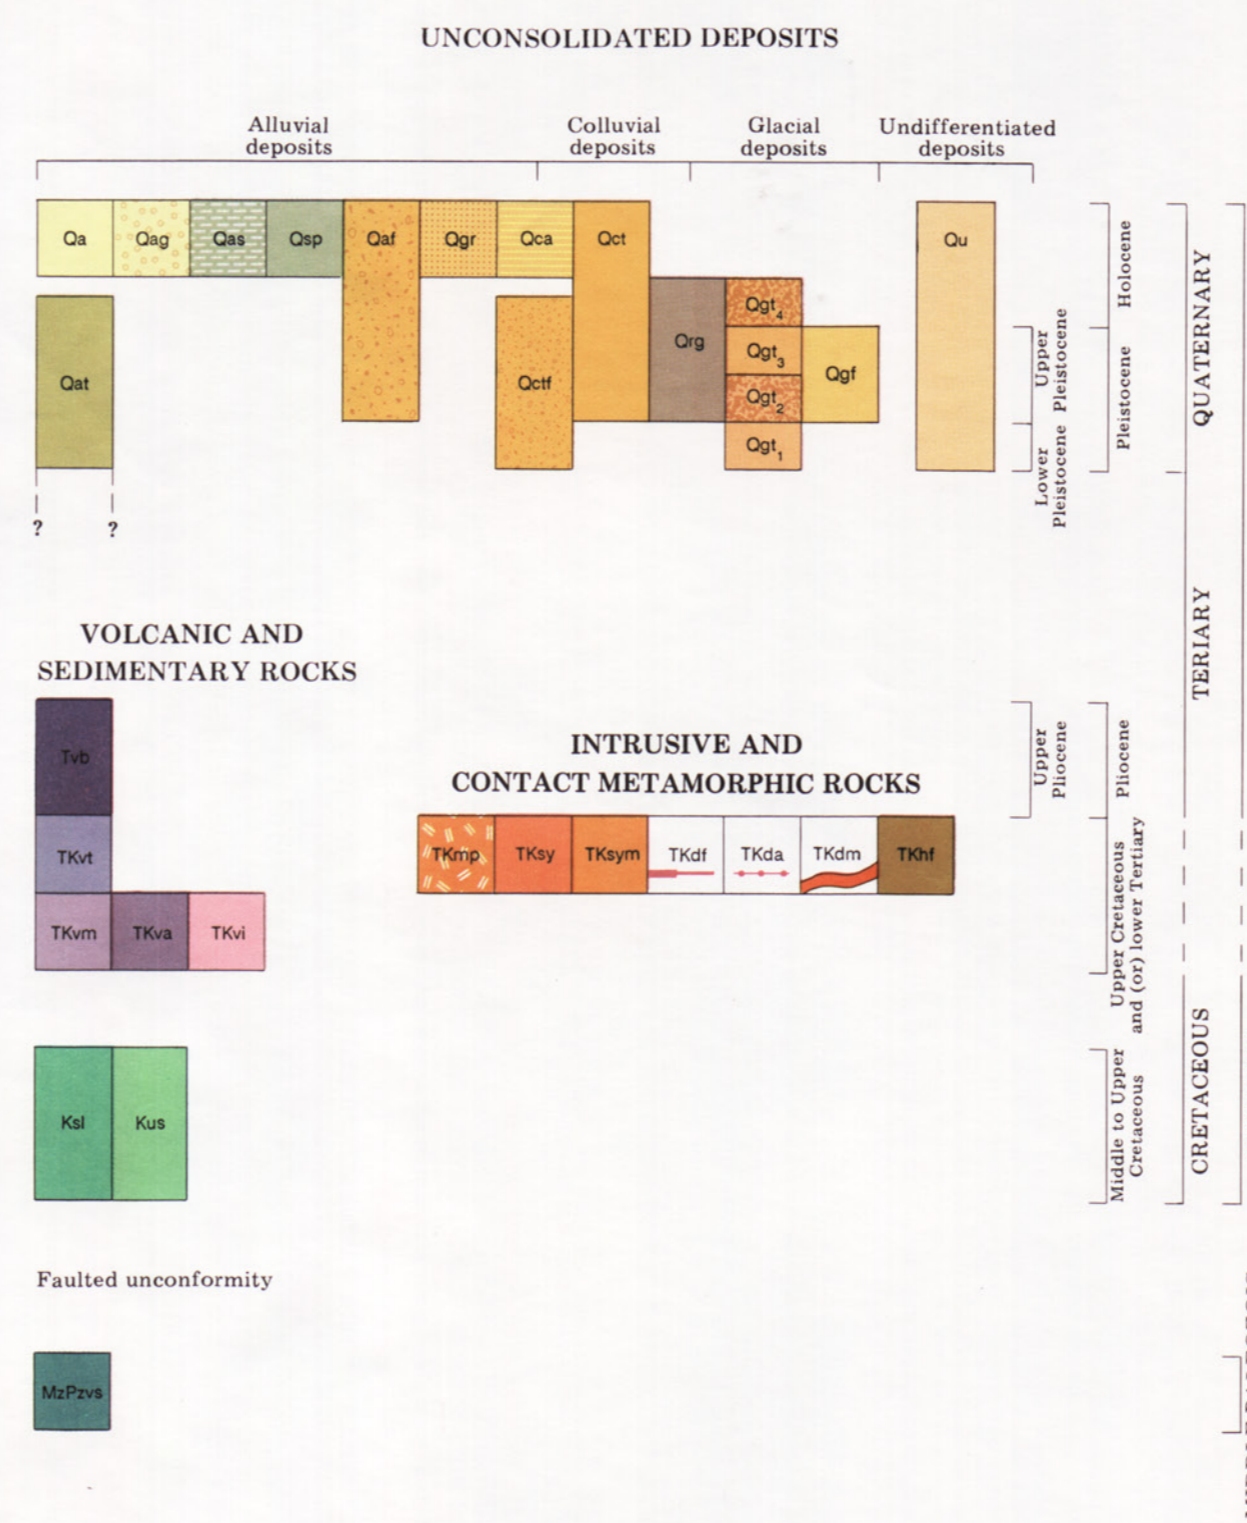 UNCONSOLIDATED DEPOSITS
Alluvial
deposits
Colluvial
deposits
Glacial
deposits
Undifferentiated
deposits
Qa
Qag
Qas
Qsp
Qaf
Qgr
Qca
Qct
Qu
Qat
Qctf
Qrg
Qgt4
Qgt3
Qgt2
Qgt1
Qgf
? ?
Upper
Pleistocene
Lower
Pleistocene
Holocene
Pleistocene
QUATERNARY
VOLCANIC AND
SEDIMENTARY ROCKS
Tvb
TKvt
TKvm
TKva
TKvi
INTRUSIVE AND
CONTACT METAMORPHIC ROCKS
TKmp
TKsy
TKsym
TKdf
TKda
TKdm
TKhf
Upper
Pliocene
Pliocene
TERIARY
Upper Cretaceous
and (or) lower Tertiary
Ksl
Kus
Middle to Upper
Cretaceous
CRETACEOUS
Faulted unconformity
MzPzvs